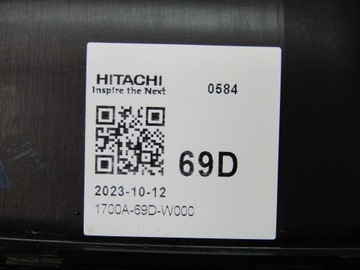 HITACHI 0584
Inspire the Next
69D
2023-10-12
1700A-69D-W000